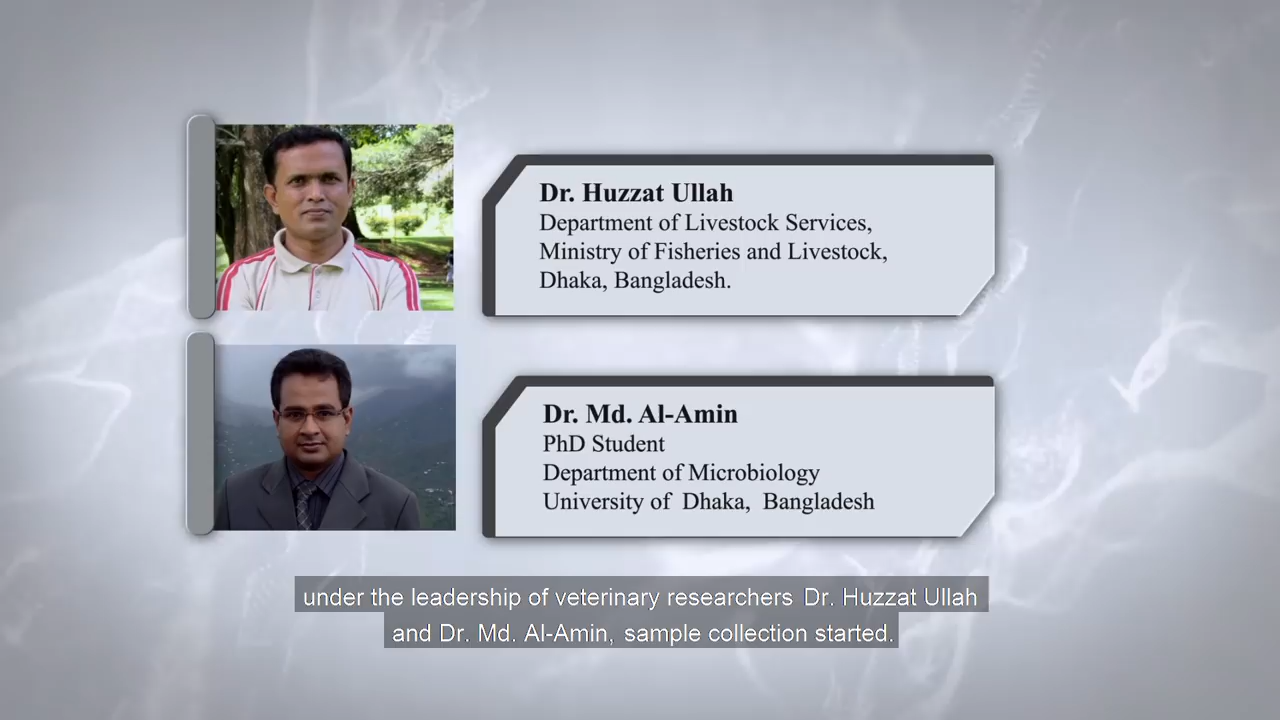 Dr. Huzzat Ullah
Department of Livestock Services,
Ministry of Fisheries and Livestock,
Dhaka, Bangladesh.
Dr. Md. Al-Amin
PhD Student
Department of Microbiology
University of Dhaka, Bangladesh
under the leadership of veterinary researchers Dr. Huzzat Ullah
and Dr. Md. Al-Amin, sample collection started.